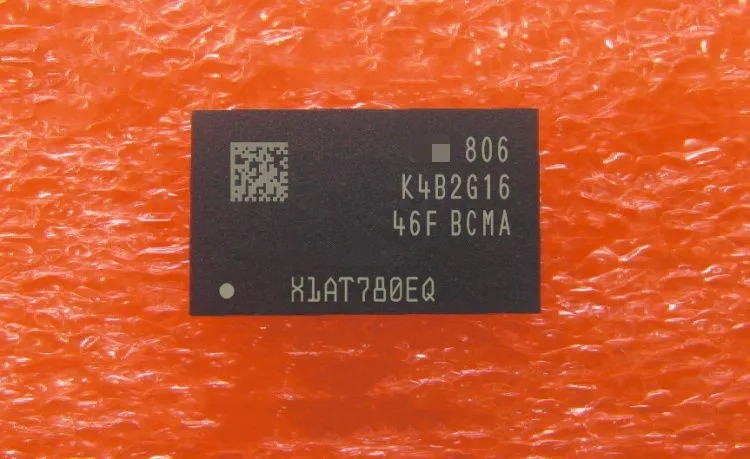 806
K4B2G16
46F BCMA
X1AT780EQ